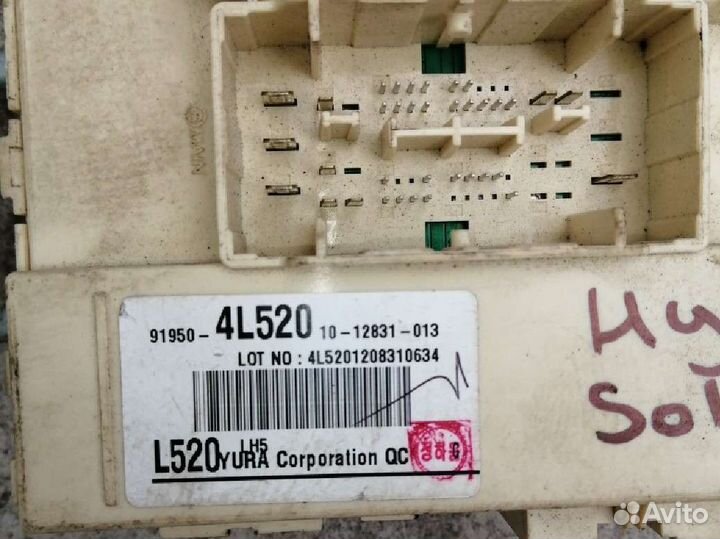 91950-4L520 10-12831-013
LOT NO : 4L5201208310634
LH5
L520 YURA Corporation QC
G
Hy
Sol
Avito